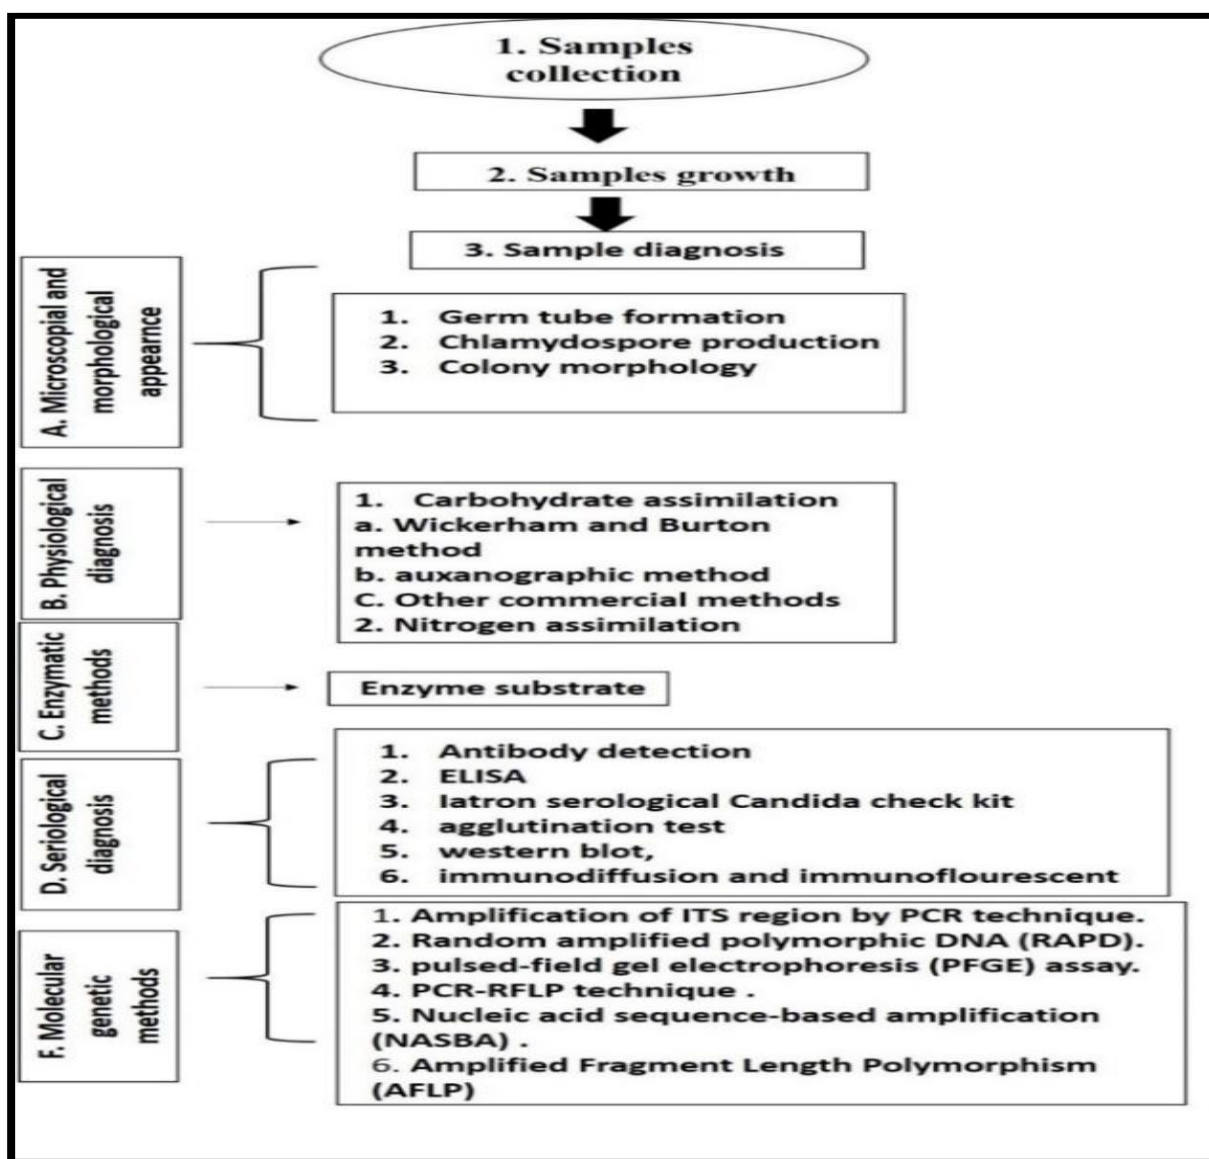 1. Samples
collection
2. Samples growth
3. Sample diagnosis
A. Microscopial and
morphological
appearnce
1. Germ tube formation
2. Chlamydospore production
3. Colony morphology
B. Physiological
diagnosis
1. Carbohydrate assimilation
a. Wickerham and Burton
method
b. auxanographic method
C. Other commercial methods
2. Nitrogen assimilation
C. Enzymatic
methods
Enzyme substrate
D. Seriological
diagnosis
1. Antibody detection
2. ELISA
3. Iatron serological Candida check kit
4. agglutination test
5. western blot,
6. immunodiffusion and immunoflourescent
F. Molecular
genetic
methods
1. Amplification of ITS region by PCR technique.
2. Random amplified polymorphic DNA (RAPD).
3. pulsed-field gel electrophoresis (PFGE) assay.
4. PCR-RFLP technique .
5. Nucleic acid sequence-based amplification
(NASBA) .
6. Amplified Fragment Length Polymorphism
(AFLP)